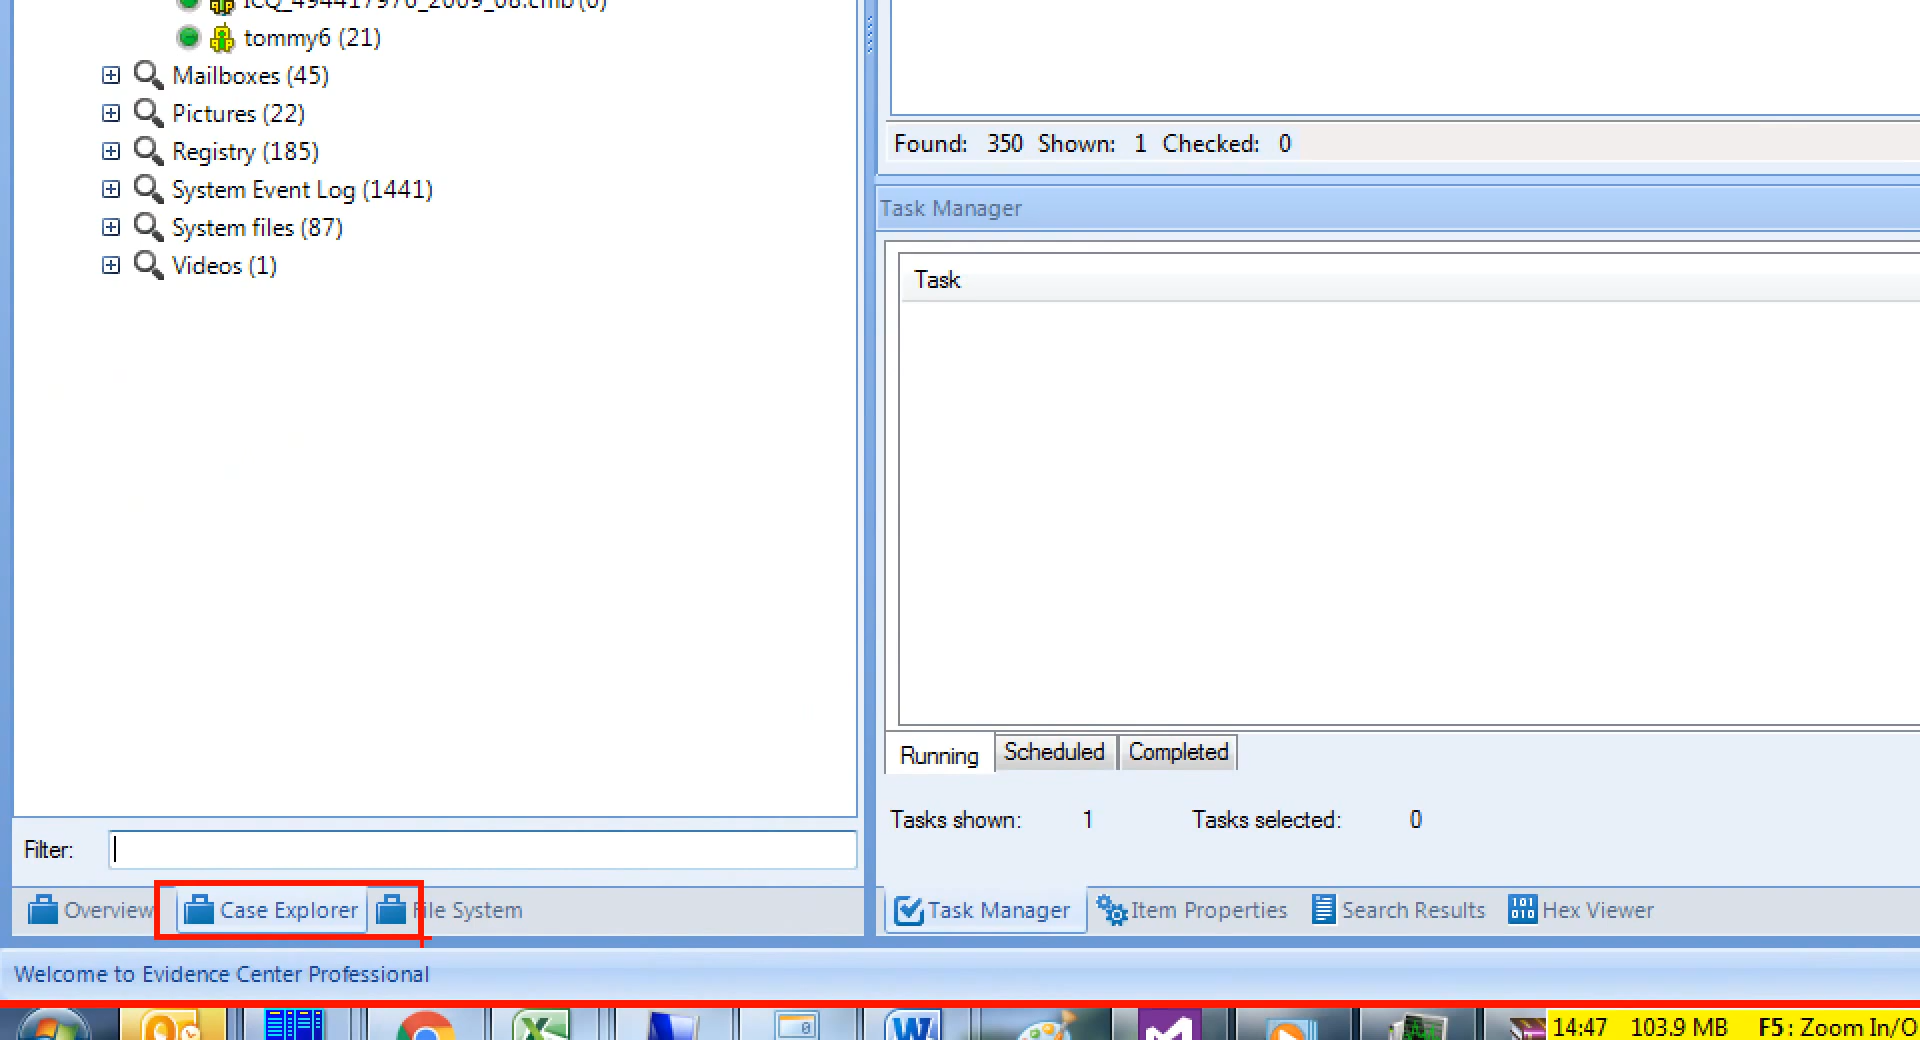 ICQ_494417970_2009_08.cmb (0)
tommy6 (21)
Mailboxes (45)
Pictures (22)
Registry (185)
System Event Log (1441)
System files (87)
Videos (1)
Filter:
Overview Case Explorer File System
Found: 350 Shown: 1 Checked: 0
Task Manager
Task
Running Scheduled Completed
Tasks shown: 1 Tasks selected: 0
Task Manager Item Properties Search Results Hex Viewer
Welcome to Evidence Center Professional
14:47 103.9 MB F5: Zoom In/O